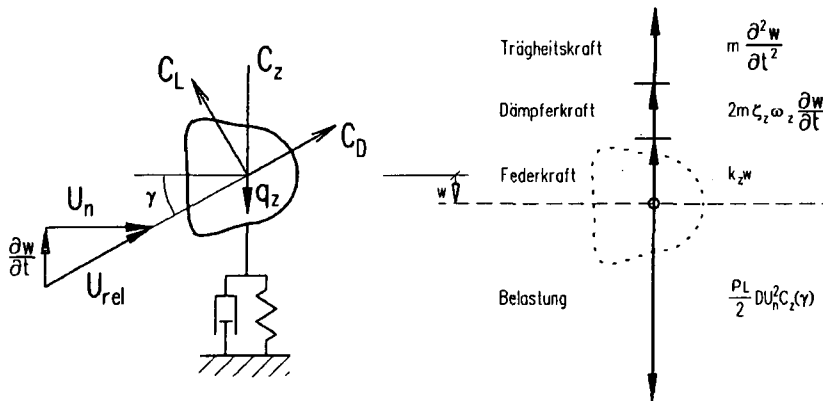 C_L
C_z
C_D
γ
q_z
U_n
∂w/∂t
U_rel
Trägheitskraft m ∂²w/∂t²
Dämpferkraft 2mζ_zω_z ∂w/∂t
Federkraft k_zw
w
Belastung ρ_L/2 DU_n²C_z(γ)